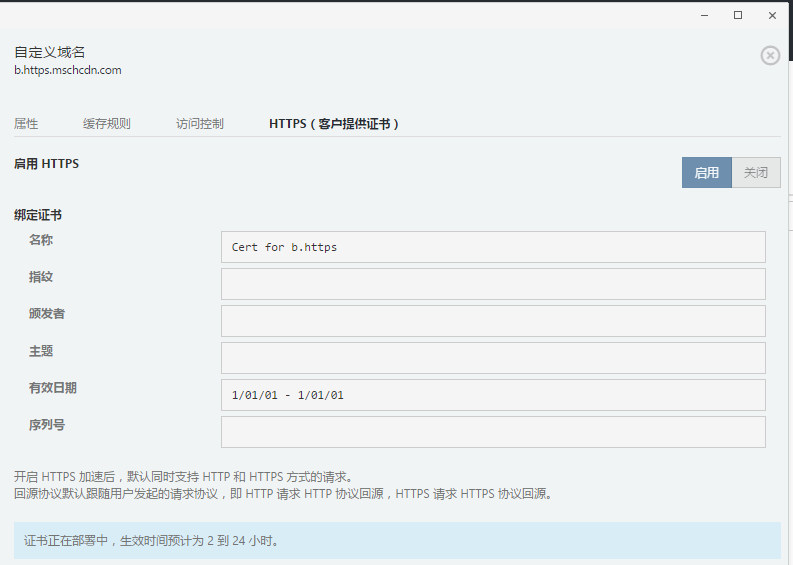 自定义域名
b.https.mschcdn.com
属性 缓存规则 访问控制 HTTPS（客户提供证书）
启用 HTTPS 启用 关闭
绑定证书
名称 Cert for b.https
指纹
颁发者
主题
有效日期 1/01/01 - 1/01/01
序列号
开启 HTTPS 加速后，默认同时支持 HTTP 和 HTTPS 方式的请求。
回源协议默认跟随用户发起的请求协议，即 HTTP 请求 HTTP 协议回源，HTTPS 请求 HTTPS 协议回源。
证书正在部署中，生效时间预计为 2 到 24 小时。